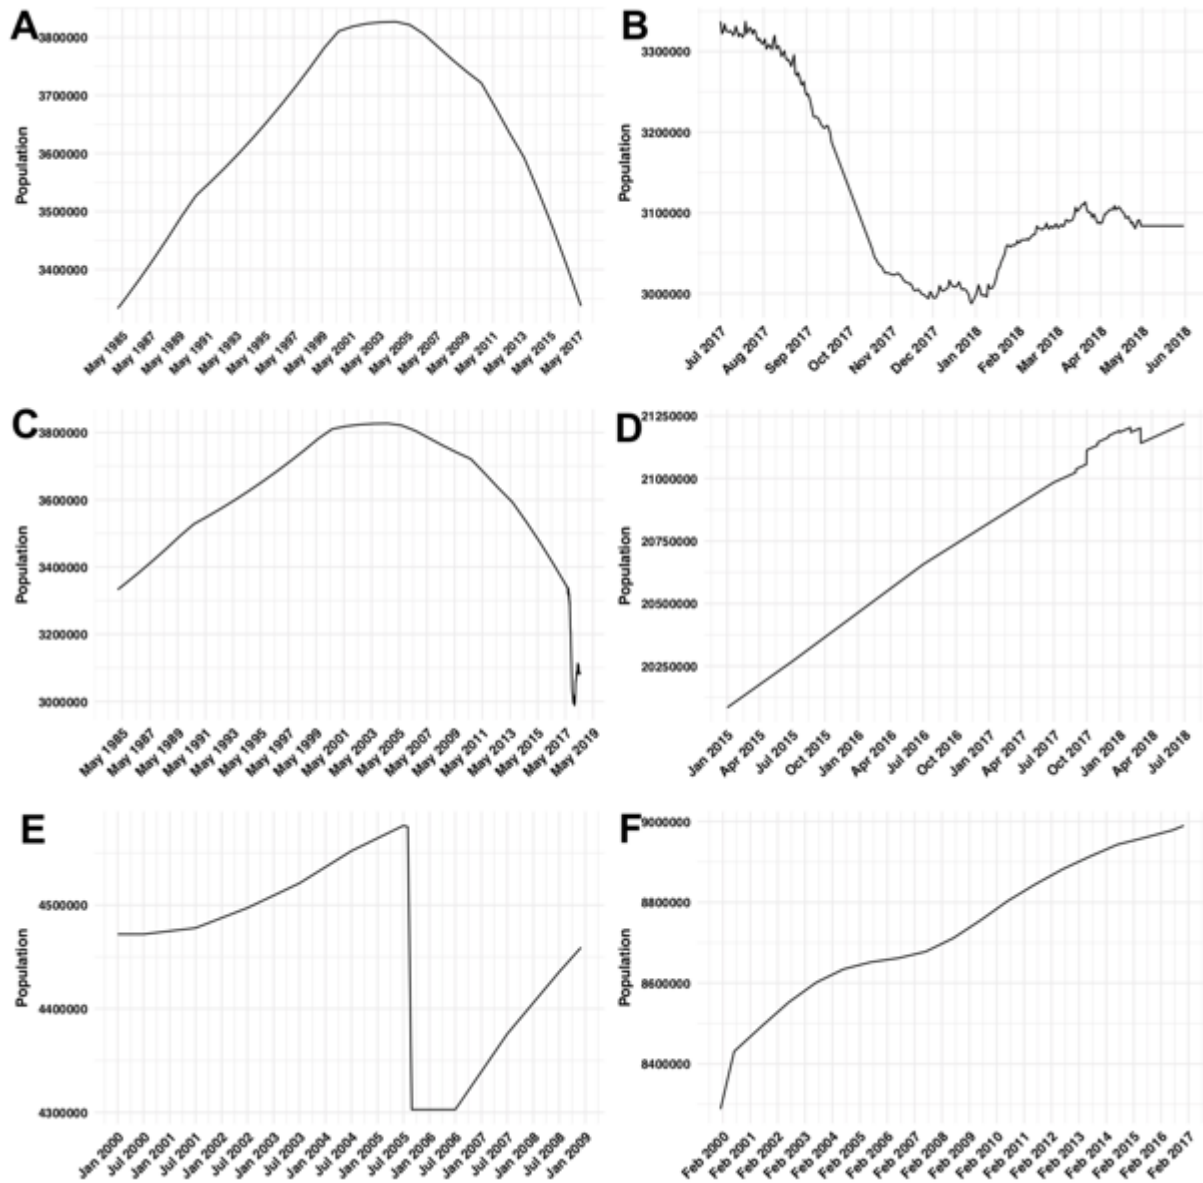 A
Population
3800000
3700000
3600000
3500000
3400000
May 1985
May 1987
May 1989
May 1991
May 1993
May 1995
May 1997
May 1999
May 2001
May 2003
May 2005
May 2007
May 2009
May 2011
May 2013
May 2015
May 2017
B
Population
3300000
3200000
3100000
3000000
Jul 2017
Aug 2017
Sep 2017
Oct 2017
Nov 2017
Dec 2017
Jan 2018
Feb 2018
Mar 2018
Apr 2018
May 2018
Jun 2018
C
Population
3800000
3600000
3400000
3200000
3000000
May 1985
May 1987
May 1989
May 1991
May 1993
May 1995
May 1997
May 1999
May 2001
May 2003
May 2005
May 2007
May 2009
May 2011
May 2013
May 2015
May 2017
May 2019
D
Population
21250000
21000000
20750000
20500000
20250000
Jan 2015
Apr 2015
Jul 2015
Oct 2015
Jan 2016
Apr 2016
Jul 2016
Oct 2016
Jan 2017
Apr 2017
Jul 2017
Oct 2017
Jan 2018
Apr 2018
Jul 2018
E
Population
4500000
4400000
4300000
Jan 2000
Jul 2000
Jan 2001
Jul 2001
Jan 2002
Jul 2002
Jan 2003
Jul 2003
Jan 2004
Jul 2004
Jan 2005
Jul 2005
Jan 2006
Jul 2006
Jan 2007
Jul 2007
Jan 2008
Jul 2008
Jan 2009
F
Population
9000000
8800000
8600000
8400000
Feb 2000
Feb 2001
Feb 2002
Feb 2003
Feb 2004
Feb 2005
Feb 2006
Feb 2007
Feb 2008
Feb 2009
Feb 2010
Feb 2011
Feb 2012
Feb 2013
Feb 2014
Feb 2015
Feb 2016
Feb 2017